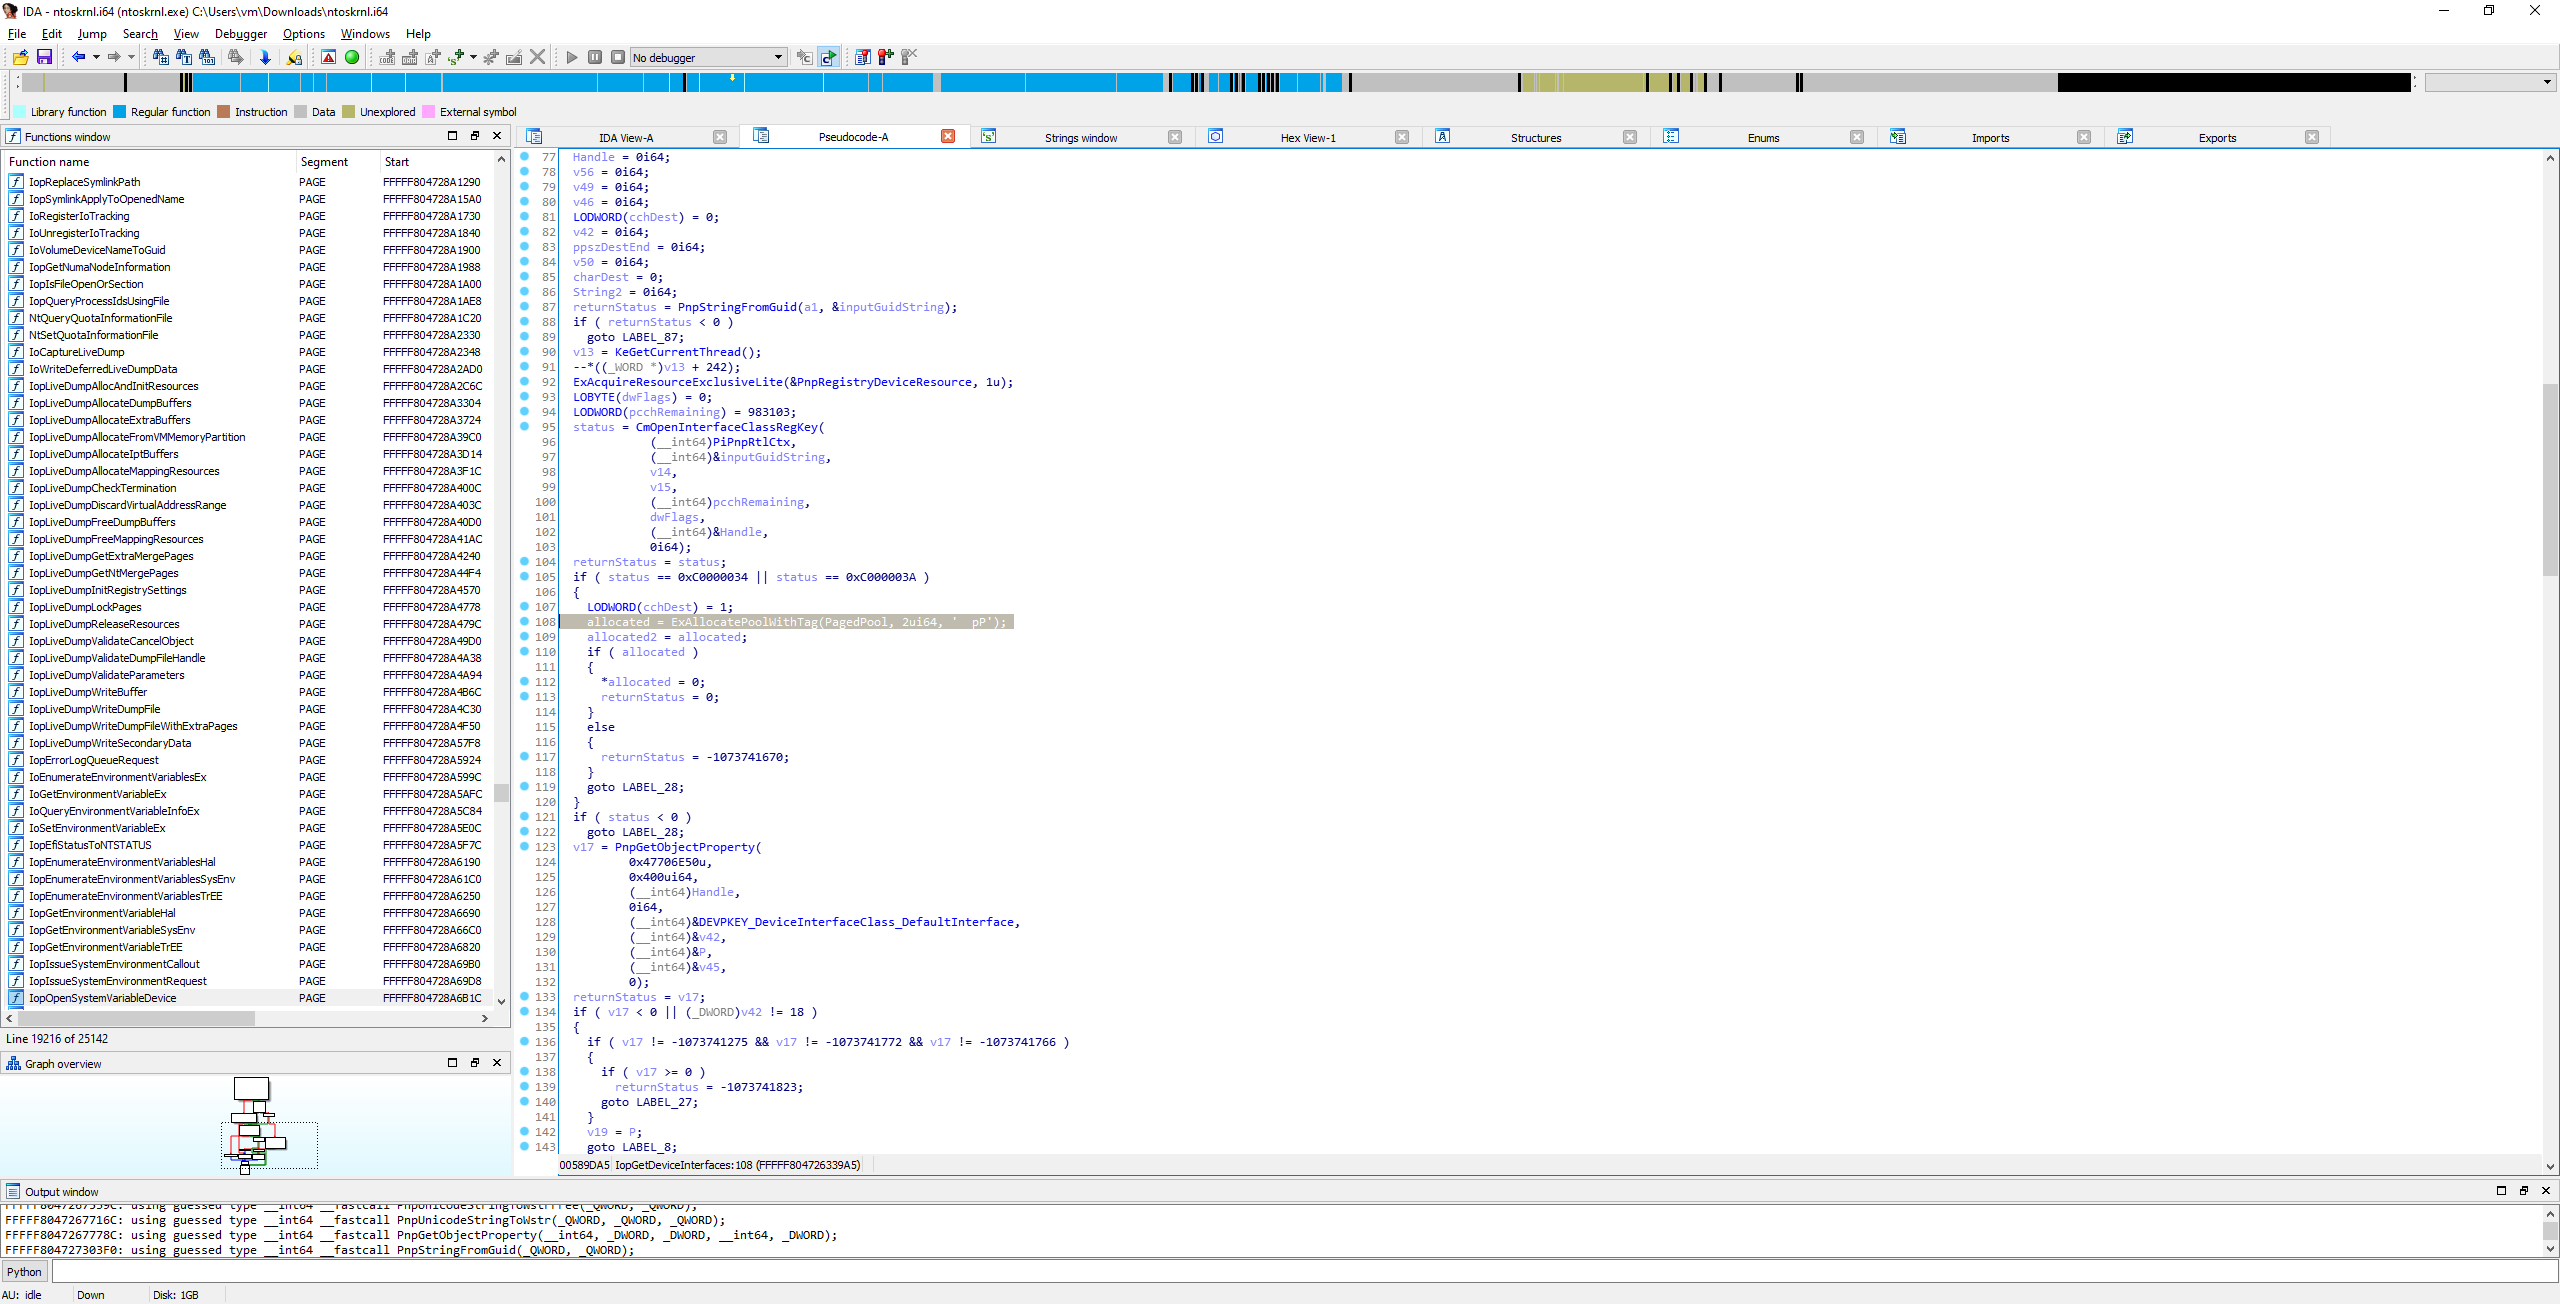 IDA - ntoskrnl.i64 (ntoskrnl.exe) C:\Users\vm\Downloads\ntoskrnl.i64
File Edit Jump Search View Debugger Options Windows Help
No debugger
Library function Regular function Instruction Data Unexplored External symbol
Functions window
Function name Segment Start
IopReplaceSymlinkPath PAGE FFFFF804728A1290
IopSymlinkApplyToOpenedName PAGE FFFFF804728A15A0
IoRegisterIoTracking PAGE FFFFF804728A1730
IoUnregisterIoTracking PAGE FFFFF804728A1840
IoVolumeDeviceNameToGuid PAGE FFFFF804728A1900
IopGetNumaNodeInformation PAGE FFFFF804728A1988
IopIsFileOpenOrSection PAGE FFFFF804728A1A00
IopQueryProcessIdsUsingFile PAGE FFFFF804728A1AE8
NtQueryQuotaInformationFile PAGE FFFFF804728A1C20
NtSetQuotaInformationFile PAGE FFFFF804728A2330
IoCaptureLiveDump PAGE FFFFF804728A2348
IoWriteDeferredLiveDumpData PAGE FFFFF804728A2AD0
IopLiveDumpAllocAndInitResources PAGE FFFFF804728A2C6C
IopLiveDumpAllocateDumpBuffers PAGE FFFFF804728A3304
IopLiveDumpAllocateExtraBuffers PAGE FFFFF804728A3724
IopLiveDumpAllocateFromVMMemoryPartition PAGE FFFFF804728A39C0
IopLiveDumpAllocateIptBuffers PAGE FFFFF804728A3D14
IopLiveDumpAllocateMappingResources PAGE FFFFF804728A3F1C
IopLiveDumpCheckTermination PAGE FFFFF804728A400C
IopLiveDumpDiscardVirtualAddressRange PAGE FFFFF804728A403C
IopLiveDumpFreeDumpBuffers PAGE FFFFF804728A40D0
IopLiveDumpFreeMappingResources PAGE FFFFF804728A41AC
IopLiveDumpGetExtraMergePages PAGE FFFFF804728A4240
IopLiveDumpGetNtMergePages PAGE FFFFF804728A44F4
IopLiveDumpInitRegistrySettings PAGE FFFFF804728A4570
IopLiveDumpLockPages PAGE FFFFF804728A4778
IopLiveDumpReleaseResources PAGE FFFFF804728A479C
IopLiveDumpValidateCancelObject PAGE FFFFF804728A49D0
IopLiveDumpValidateDumpFileHandle PAGE FFFFF804728A4A38
IopLiveDumpValidateParameters PAGE FFFFF804728A4A94
IopLiveDumpWriteBuffer PAGE FFFFF804728A4B6C
IopLiveDumpWriteDumpFile PAGE FFFFF804728A4C30
IopLiveDumpWriteDumpFileWithExtraPages PAGE FFFFF804728A4F50
IopLiveDumpWriteSecondaryData PAGE FFFFF804728A57F8
IopErrorLogQueueRequest PAGE FFFFF804728A5924
IoEnumerateEnvironmentVariablesEx PAGE FFFFF804728A599C
IoGetEnvironmentVariableEx PAGE FFFFF804728A5AFC
IoQueryEnvironmentVariableInfoEx PAGE FFFFF804728A5C84
IoSetEnvironmentVariableEx PAGE FFFFF804728A5E0C
IopEfiStatusToNTSTATUS PAGE FFFFF804728A5F7C
IopEnumerateEnvironmentVariablesHal PAGE FFFFF804728A6190
IopEnumerateEnvironmentVariablesSysEnv PAGE FFFFF804728A61C0
IopEnumerateEnvironmentVariablesTrEE PAGE FFFFF804728A6250
IopGetEnvironmentVariableHal PAGE FFFFF804728A6690
IopGetEnvironmentVariableSysEnv PAGE FFFFF804728A66C0
IopGetEnvironmentVariableTrEE PAGE FFFFF804728A6820
IopIssueSystemEnvironmentCallout PAGE FFFFF804728A69B0
IopIssueSystemEnvironmentRequest PAGE FFFFF804728A69D8
IopOpenSystemVariableDevice PAGE FFFFF804728A6B1C
Line 19216 of 25142
Graph overview
IDA View-A Pseudocode-A Strings window Hex View-1 Structures Enums Imports Exports
77 Handle = 0i64;
78 v56 = 0i64;
79 v49 = 0i64;
80 v46 = 0i64;
81 LODWORD(cchDest) = 0;
82 v42 = 0i64;
83 ppszDestEnd = 0i64;
84 v50 = 0i64;
85 charDest = 0;
86 String2 = 0i64;
87 returnStatus = PnpStringFromGuid(a1, &inputGuidString);
88 if ( returnStatus < 0 )
89 goto LABEL_87;
90 v13 = KeGetCurrentThread();
91 --*((_WORD *)v13 + 242);
92 ExAcquireResourceExclusiveLite(&PnpRegistryDeviceResource, 1u);
93 LOBYTE(dwFlags) = 0;
94 LODWORD(pcchRemaining) = 983103;
95 status = CmOpenInterfaceClassRegKey(
96 (__int64)PiPnpRtlCtx,
97 (__int64)&inputGuidString,
98 v14,
99 v15,
100 (__int64)pcchRemaining,
101 dwFlags,
102 (__int64)&Handle,
103 0i64);
104 returnStatus = status;
105 if ( status == 0xC0000034 || status == 0xC000003A )
106 {
107 LODWORD(cchDest) = 1;
108 allocated = ExAllocatePoolWithTag(PagedPool, 2ui64, '  pP');
109 allocated2 = allocated;
110 if ( allocated )
111 {
112 *allocated = 0;
113 returnStatus = 0;
114 }
115 else
116 {
117 returnStatus = -1073741670;
118 }
119 goto LABEL_28;
120 }
121 if ( status < 0 )
122 goto LABEL_28;
123 v17 = PnpGetObjectProperty(
124 0x47706E50u,
125 0x400ui64,
126 (__int64)Handle,
127 0i64,
128 (__int64)&DEVPKEY_DeviceInterfaceClass_DefaultInterface,
129 (__int64)&v42,
130 (__int64)&P,
131 (__int64)&v45,
132 0);
133 returnStatus = v17;
134 if ( v17 < 0 || (_DWORD)v42 != 18 )
135 {
136 if ( v17 != -1073741275 && v17 != -1073741772 && v17 != -1073741766 )
137 {
138 if ( v17 >= 0 )
139 returnStatus = -1073741823;
140 goto LABEL_27;
141 }
142 v19 = P;
143 goto LABEL_8;
00589DA5 IopGetDeviceInterfaces:108 (FFFFF804726339A5)
Output window
FFFFF8047267559C: using guessed type __int64 __fastcall PnpUnicodeStringToWstrFree(_QWORD, _QWORD);
FFFFF8047267716C: using guessed type __int64 __fastcall PnpUnicodeStringToWstr(_QWORD, _QWORD, _QWORD);
FFFFF8047267778C: using guessed type __int64 __fastcall PnpGetObjectProperty(__int64, _DWORD, _DWORD, __int64, _DWORD);
FFFFF804727303F0: using guessed type __int64 __fastcall PnpStringFromGuid(_QWORD, _QWORD);
Python
AU: idle Down Disk: 1GB